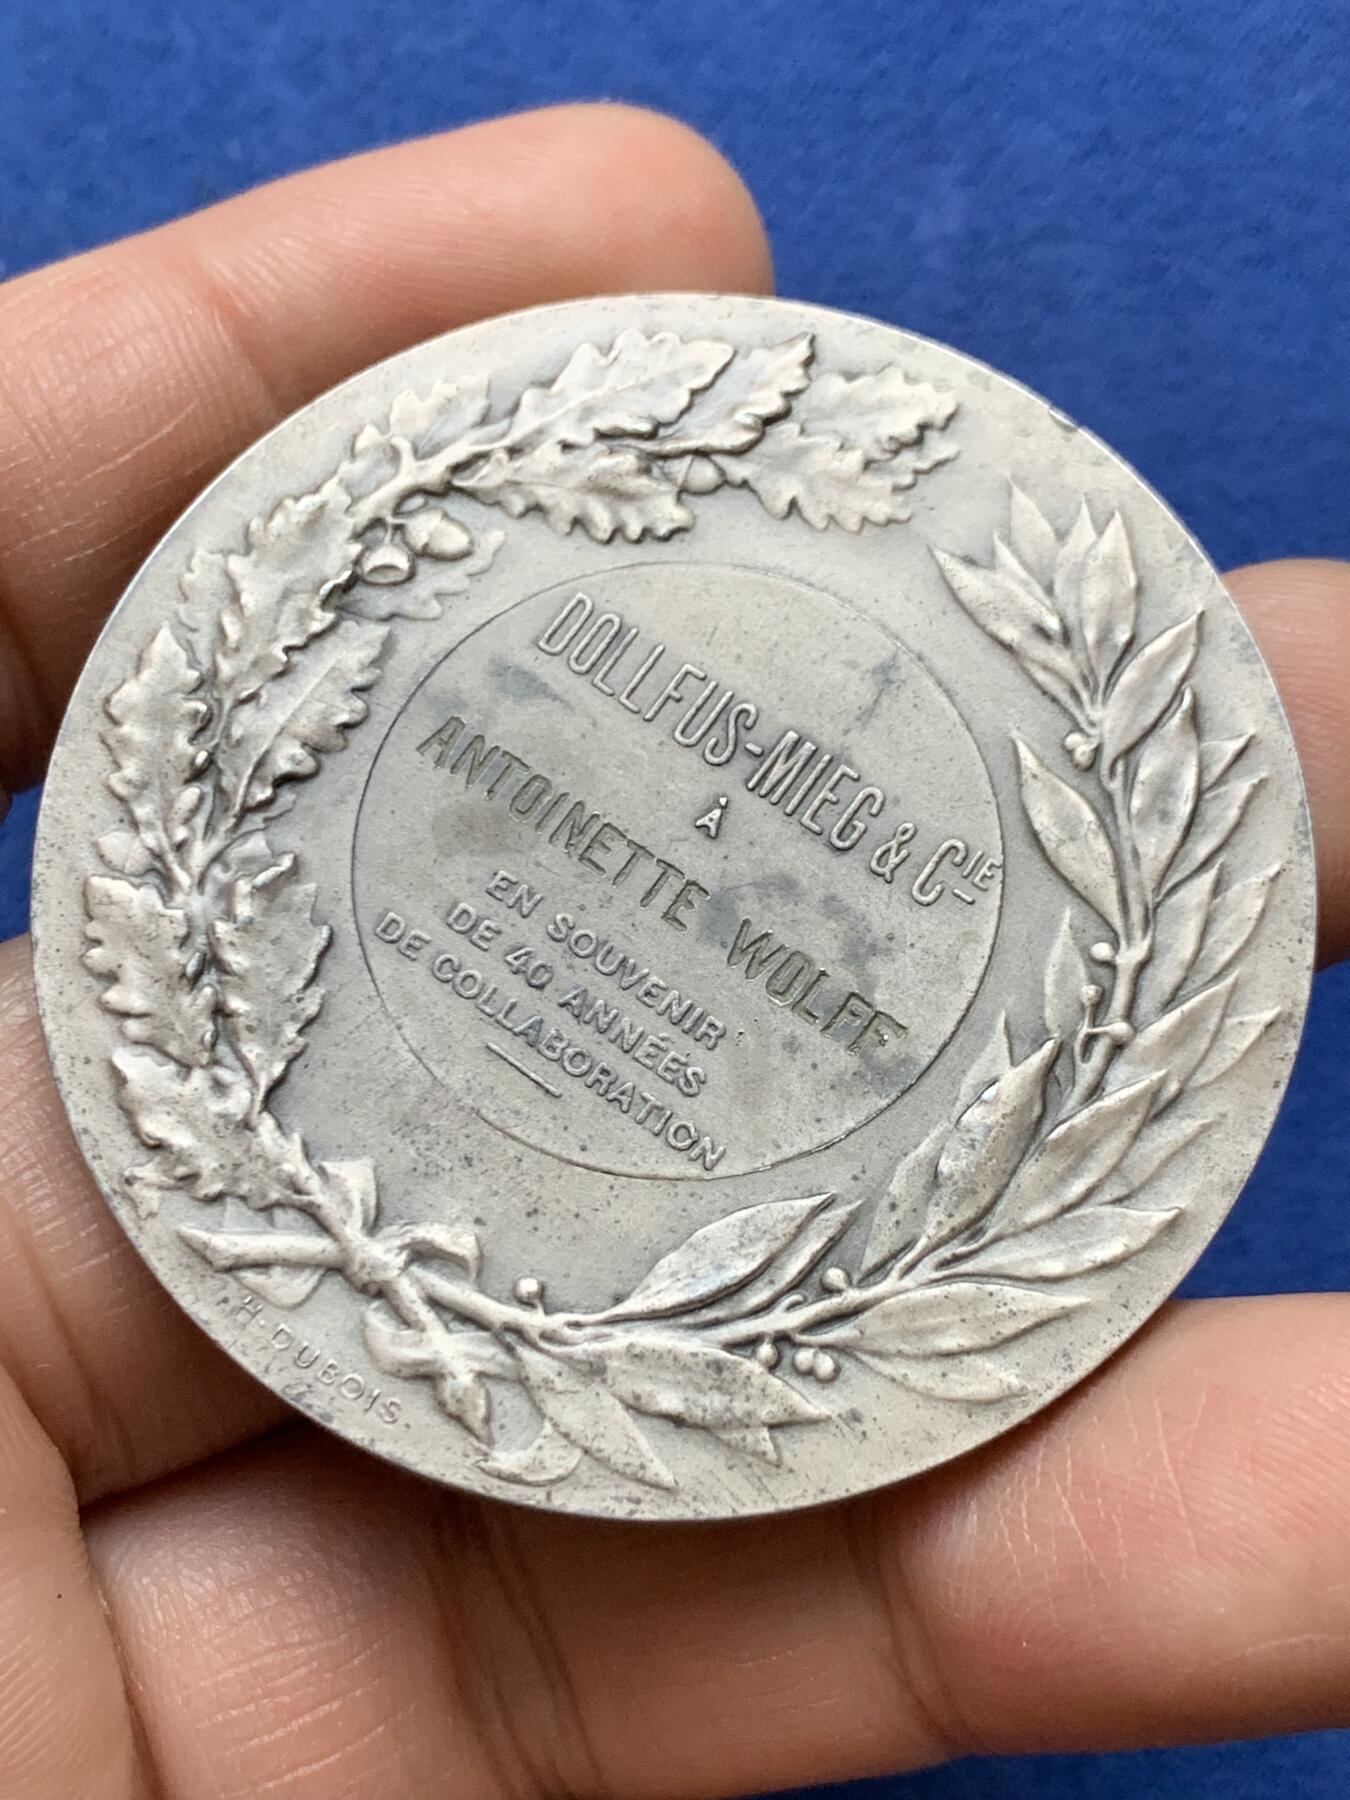 DOLLFUS-MIEG & CIE
À
ANTOINETTE WOLFF
EN SOUVENIR
DE 40 ANNÉES
DE COLLABORATION
H. DUBOIS.